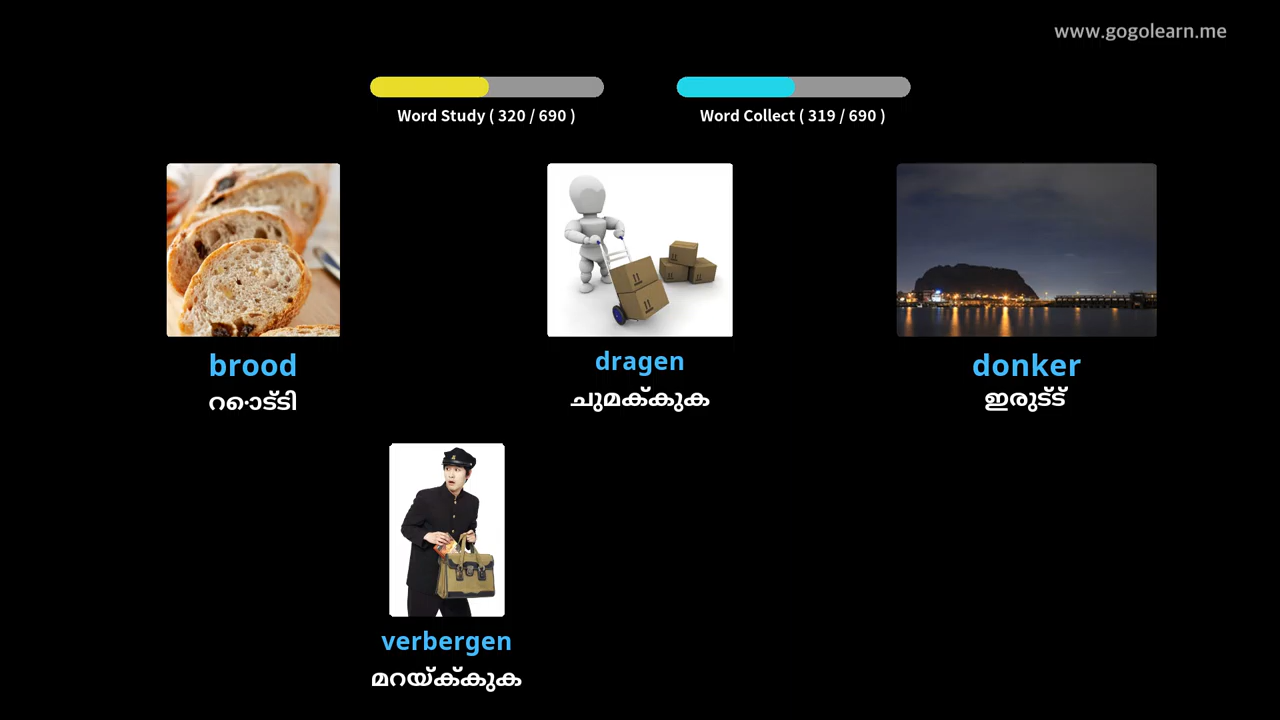 www.gogolearn.me
Word Study ( 320 / 690 )
Word Collect ( 319 / 690 )
brood
dragen
donker
റൊട്ടി
ചുമക്കുക
ഇരുട്ട്
verbergen
മറയ്ക്കുക